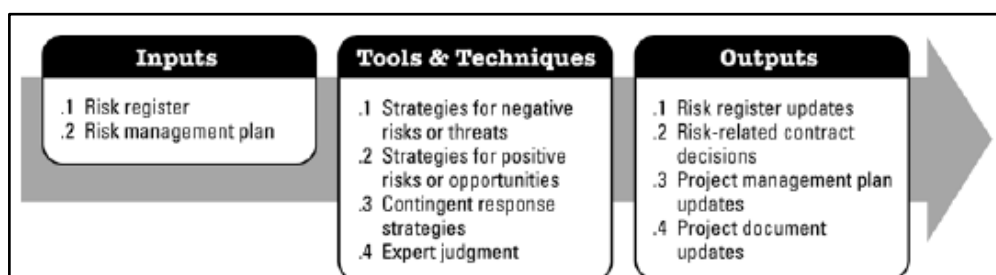 Inputs
.1 Risk register
.2 Risk management plan
Tools & Techniques
.1 Strategies for negative
risks or threats
.2 Strategies for positive
risks or opportunities
.3 Contingent response
strategies
.4 Expert judgment
Outputs
.1 Risk register updates
.2 Risk-related contract
decisions
.3 Project management plan
updates
.4 Project document
updates